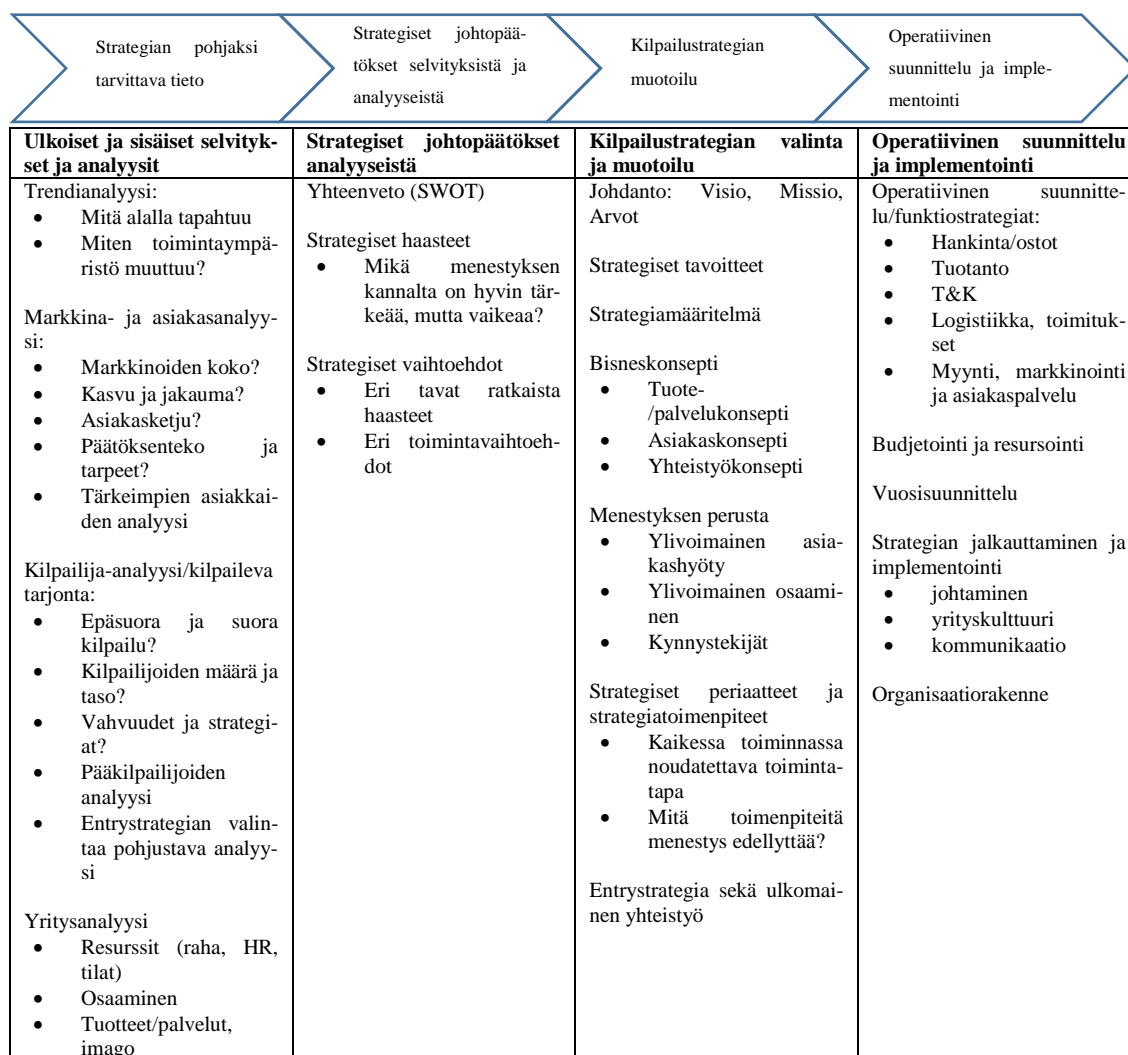 Strategian pohjaksi
tarvittava tieto
Strategiset johtopää-
tökset selvityksistä ja
analyyseistä
Kilpailustrategian
muotoilu
Operatiivinen
suunnittelu ja imple-
mentointi
Ulkoiset ja sisäiset selvityk-
set ja analyysit
Trendianalyysi:
• Mitä alalla tapahtuu
• Miten toimintaympä-
ristö muuttuu?
Markkina- ja asiakasanalyy-
si:
• Markkinoiden koko?
• Kasvu ja jakauma?
• Asiakasketju?
• Päätöksenteko ja
tarpeet?
• Tärkeimpien asiakkai-
den analyysi
Kilpailija-analyysi/kilpaileva
tarjonta:
• Epäsuora ja suora
kilpailu?
• Kilpailijoiden määrä ja
taso?
• Vahvuudet ja strategi-
at?
• Pääkilpailijoiden
analyysi
• Entrystrategian valin-
taa pohjustava analyy-
si
Yritysanalyysi
• Resurssit (raha, HR,
tilat)
• Osaaminen
• Tuotteet/palvelut,
imago
Strategiset johtopäätökset
analyyseistä
Yhteenveto (SWOT)
Strategiset haasteet
• Mikä menestyksen
kannalta on hyvin tär-
keää, mutta vaikeaa?
Strategiset vaihtoehdot
• Eri tavat ratkaista
haasteet
• Eri toimintavaihtoeh-
dot
Kilpailustrategian valinta
ja muotoilu
Johdanto: Visio, Missio,
Arvot
Strategiset tavoitteet
Strategiamääritelmä
Bisneskonsepti
• Tuote-
/palvelukonsepti
• Asiakaskonsepti
• Yhteistyökonsepti
Menestyksen perusta
• Ylivoimainen asia-
kashyöty
• Ylivoimainen osaami-
nen
• Kynnystekijät
Strategiset periaatteet ja
strategiatoimenpiteet
• Kaikessa toiminnassa
noudatettava toiminta-
tapa
• Mitä toimenpiteitä
menestys edellyttää?
Entrystrategia sekä ulkomai-
nen yhteistyö
Operatiivinen suunnittelu
ja implementointi
Operatiivinen suunnitte-
lu/funktiostrategiat:
• Hankinta/ostot
• Tuotanto
• T&K
• Logistiikka, toimituk-
set
• Myynti, markkinointi
ja asiakaspalvelu
Budjetointi ja resursointi
Vuosisuunnittelu
Strategian jalkauttaminen ja
implementointi
• johtaminen
• yrityskulttuuri
• kommunikaatio
Organisaatiorakenne